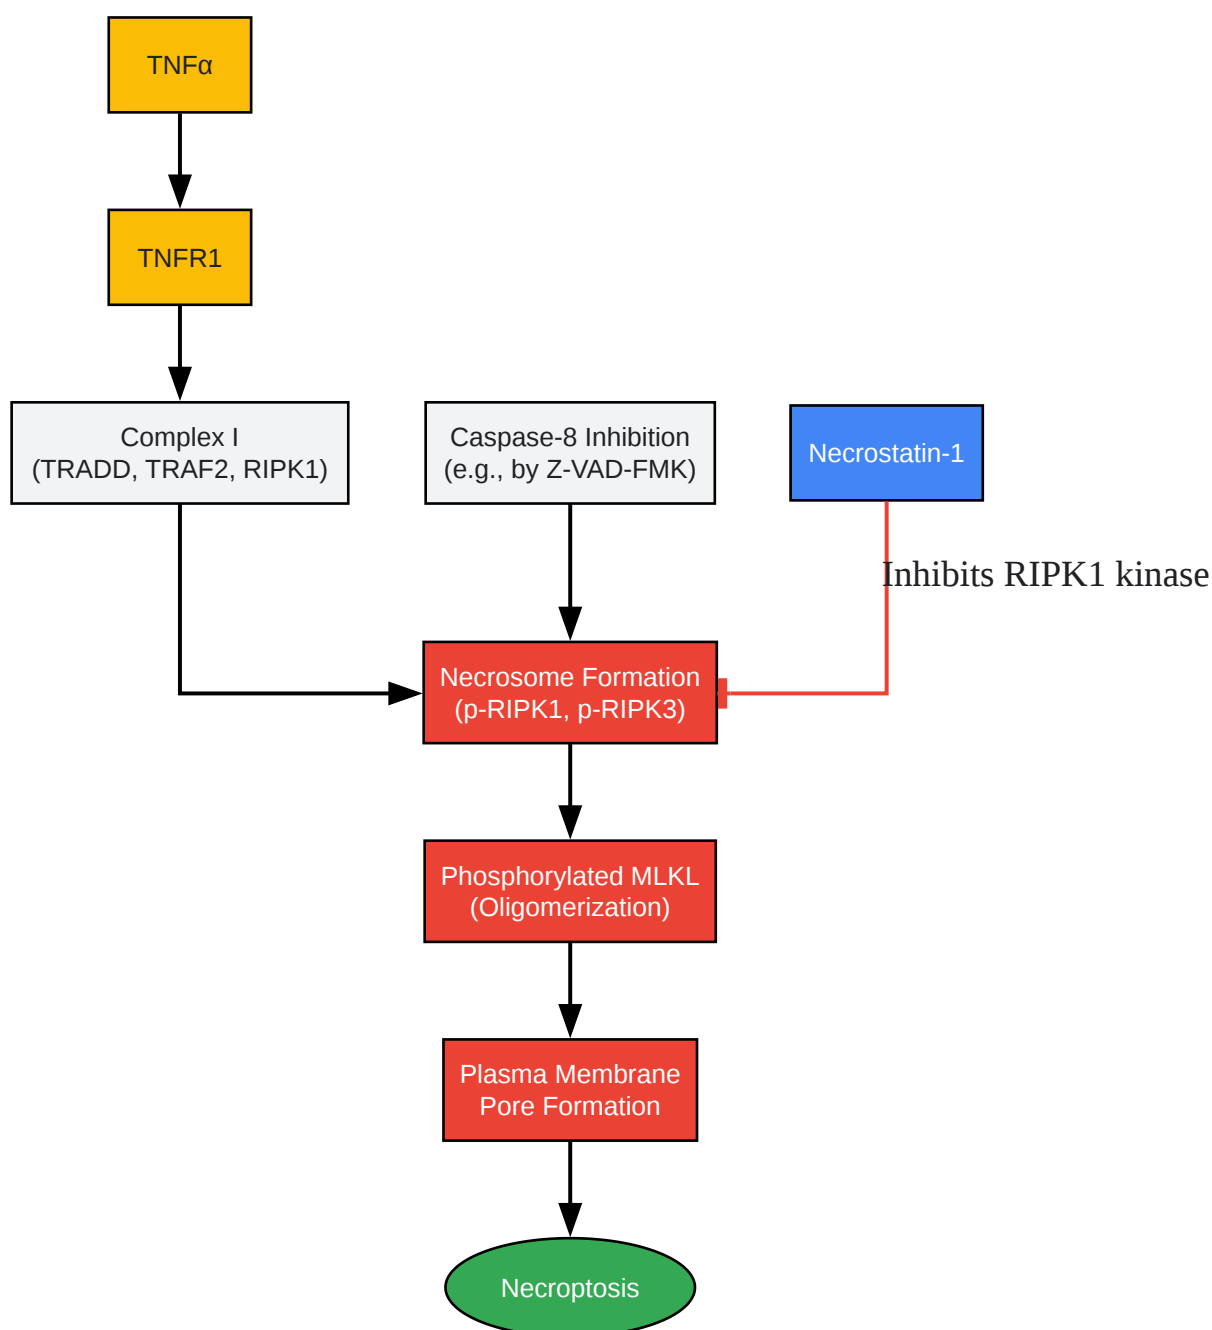 TNFα
TNFR1
Complex I
(TRADD, TRAF2, RIPK1)
Caspase-8 Inhibition
(e.g., by Z-VAD-FMK)
Necrostatin-1
Inhibits RIPK1 kinase
Necrosome Formation
(p-RIPK1, p-RIPK3)
Phosphorylated MLKL
(Oligomerization)
Plasma Membrane
Pore Formation
Necroptosis